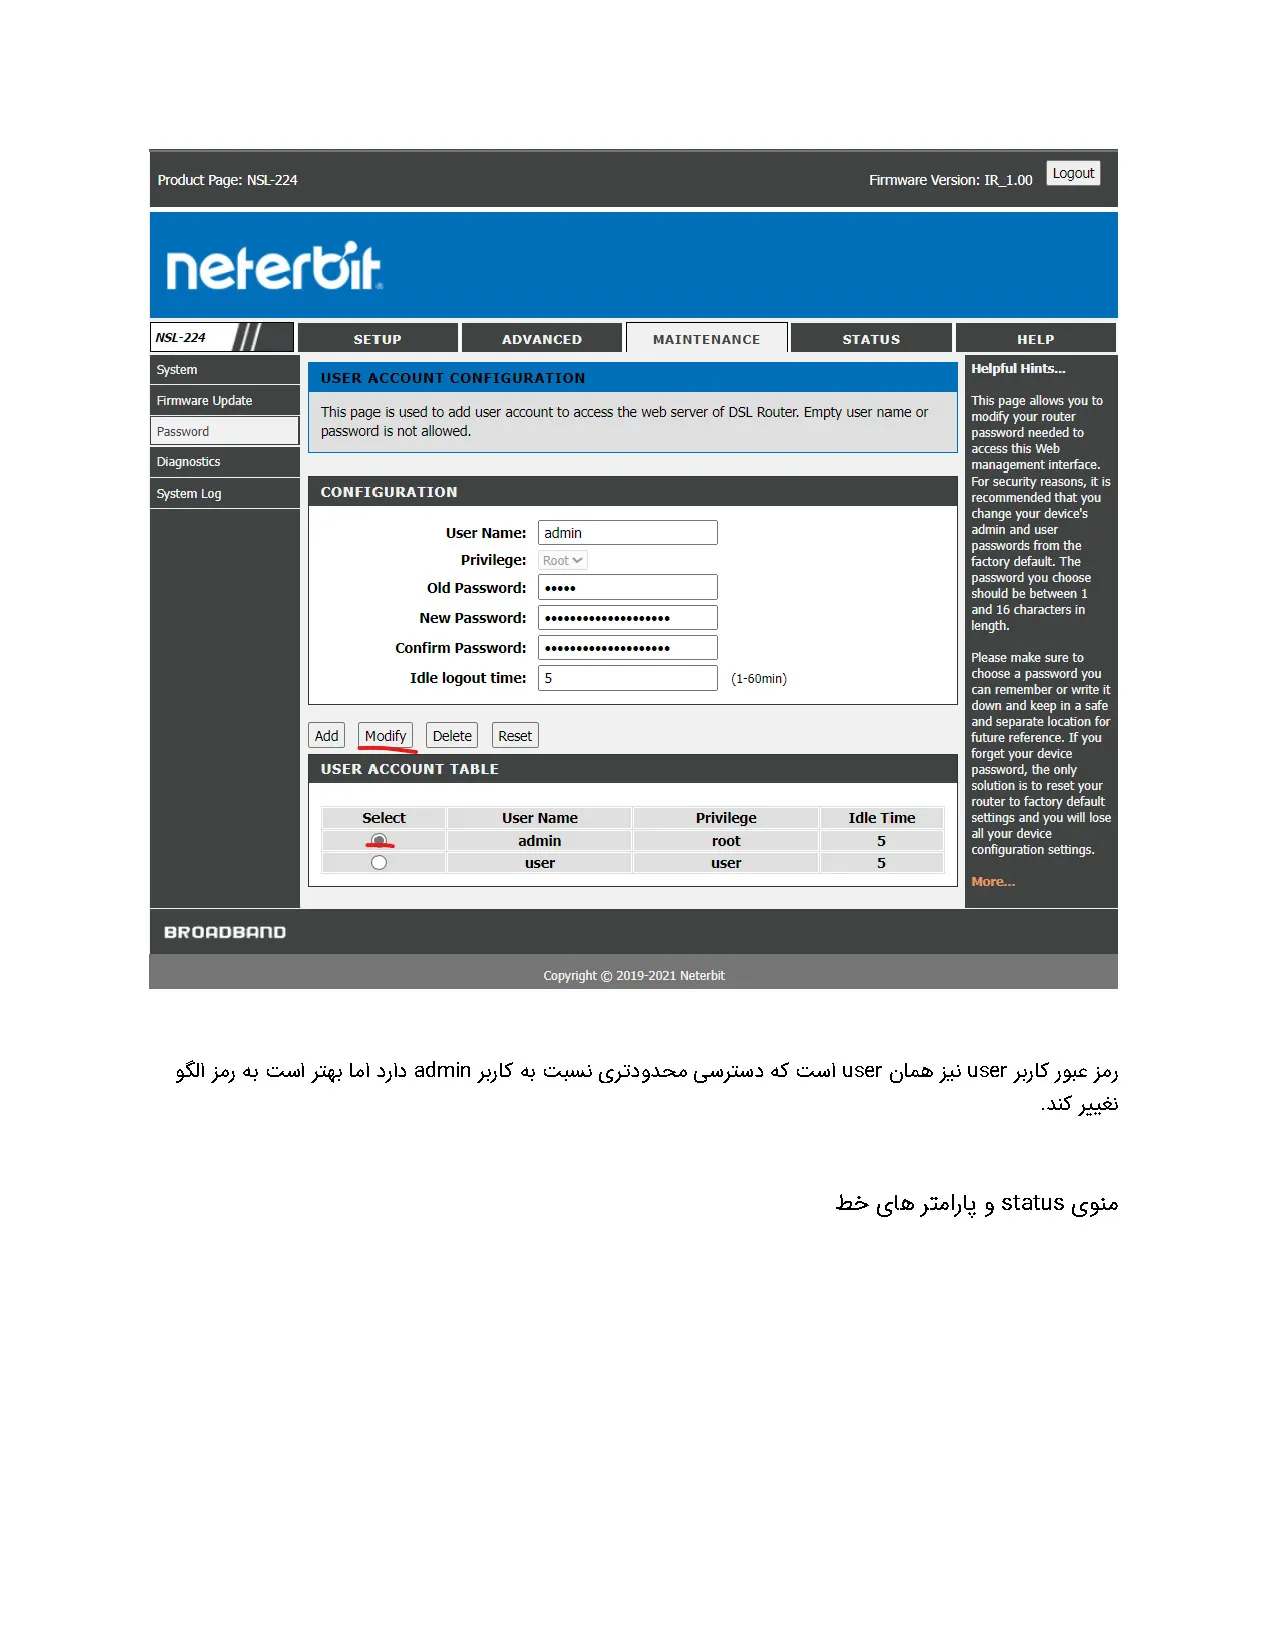 Product Page: NSL-224
Firmware Version: IR_1.00
Logout
neterbit
NSL-224
SETUP
ADVANCED
MAINTENANCE
STATUS
HELP
System
Firmware Update
Password
Diagnostics
System Log
USER ACCOUNT CONFIGURATION
This page is used to add user account to access the web server of DSL Router. Empty user name or
password is not allowed.
CONFIGURATION
User Name: admin
Privilege: Root
Old Password: •••••
New Password: ••••••••••••••••••••
Confirm Password: ••••••••••••••••••••
Idle logout time: 5 (1-60min)
Add Modify Delete Reset
USER ACCOUNT TABLE
Select User Name Privilege Idle Time
admin root 5
user user 5
Helpful Hints...
This page allows you to
modify your router
password needed to
access this Web
management interface.
For security reasons, it is
recommended that you
change your device's
admin and user
passwords from the
factory default. The
password you choose
should be between 1
and 16 characters in
length.
Please make sure to
choose a password you
can remember or write it
down and keep in a safe
and separate location for
future reference. If you
forget your device
password, the only
solution is to reset your
router to factory default
settings and you will lose
all your device
configuration settings.
More...
BROADBAND
Copyright © 2019-2021 Neterbit
رمز عبور کاربر user نیز همان user است که دسترسی محدودتری نسبت به کاربر admin دارد اما بهتر است به رمز الگو
تغییر کند.
منوی status و پارامتر های خط